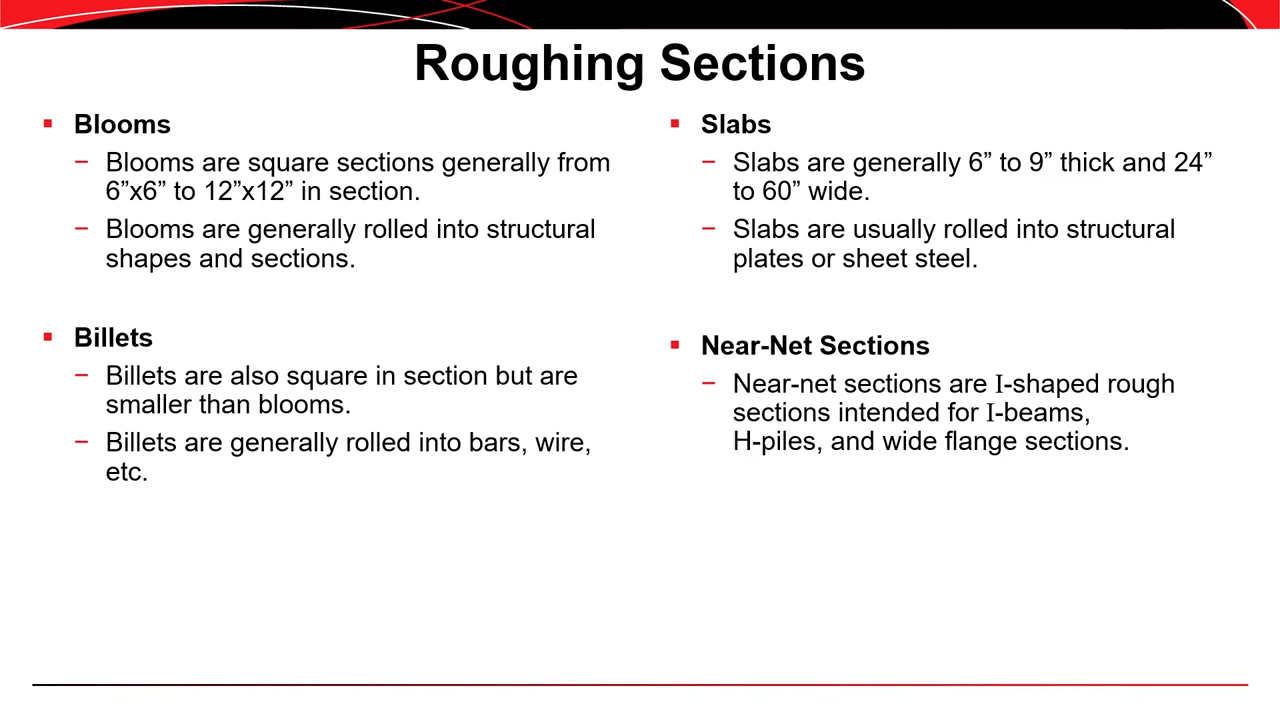 Roughing Sections
▪ Blooms
− Blooms are square sections generally from
6”x6” to 12”x12” in section.
− Blooms are generally rolled into structural
shapes and sections.
▪ Billets
− Billets are also square in section but are
smaller than blooms.
− Billets are generally rolled into bars, wire,
etc.
▪ Slabs
− Slabs are generally 6” to 9” thick and 24”
to 60” wide.
− Slabs are usually rolled into structural
plates or sheet steel.
▪ Near-Net Sections
− Near-net sections are I-shaped rough
sections intended for I-beams,
H-piles, and wide flange sections.